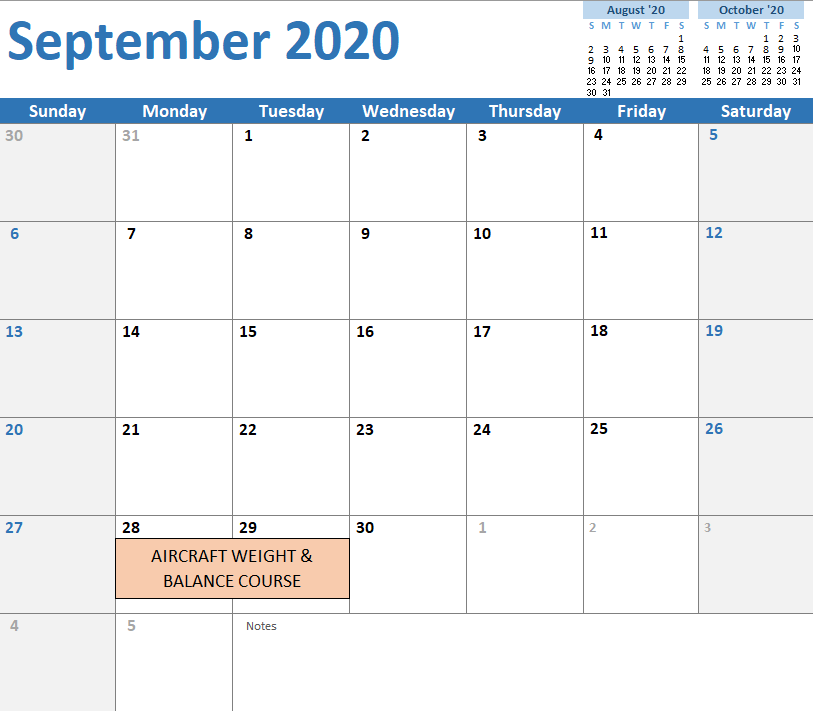 September 2020
August '20
S M T W T F S
1
2 3 4 5 6 7 8
9 10 11 12 13 14 15
16 17 18 19 20 21 22
23 24 25 26 27 28 29
30 31
October '20
S M T W T F S
1 2 3
4 5 6 7 8 9 10
11 12 13 14 15 16 17
18 19 20 21 22 23 24
25 26 27 28 29 30 31
Sunday Monday Tuesday Wednesday Thursday Friday Saturday
30 31 1 2 3 4 5
6 7 8 9 10 11 12
13 14 15 16 17 18 19
20 21 22 23 24 25 26
27 28 29 30 1 2 3
AIRCRAFT WEIGHT &
BALANCE COURSE
4 5 Notes